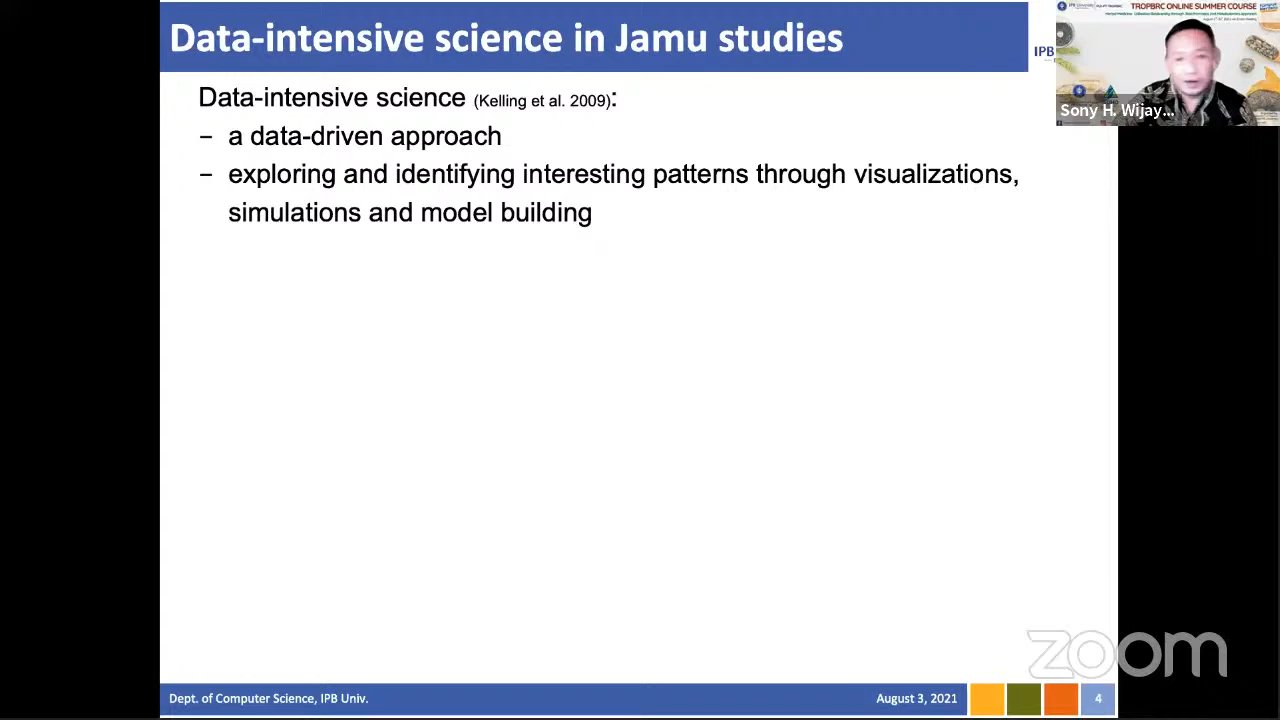 Data-intensive science in Jamu studies
IPB
TROPBRC ONLINE SUMMER COURSE
Sony H. Wijay...
Data-intensive science (Kelling et al. 2009):
− a data-driven approach
− exploring and identifying interesting patterns through visualizations,
simulations and model building
zoom
Dept. of Computer Science, IPB Univ.
August 3, 2021
4